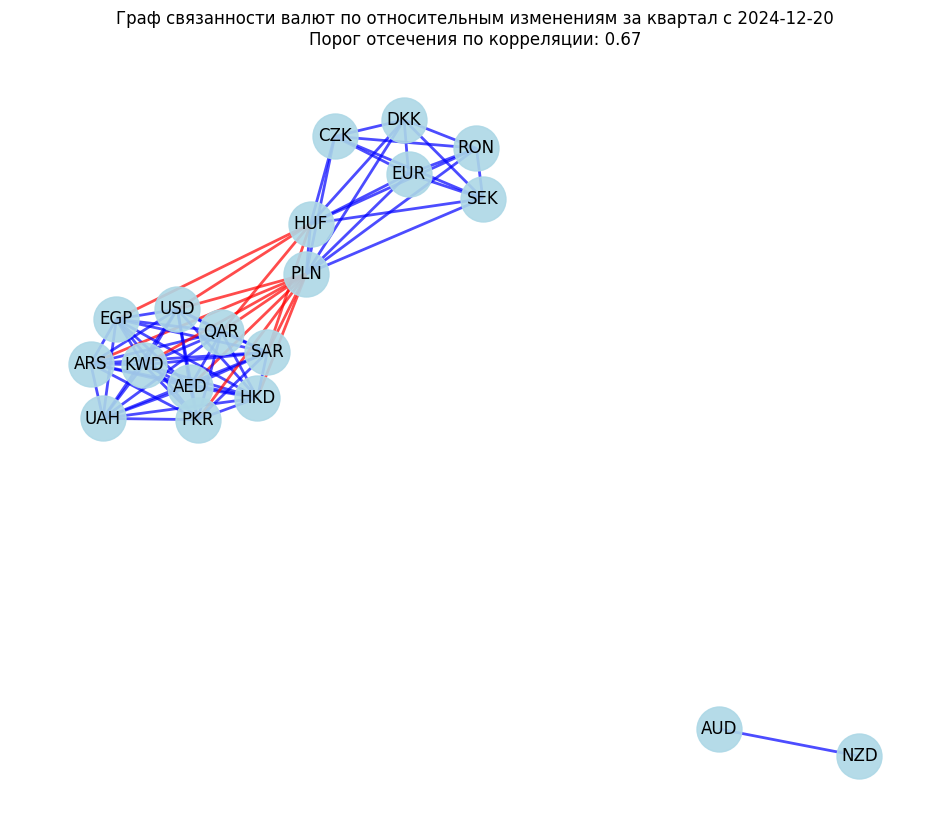 Граф связанности валют по относительным изменениям за квартал с 2024-12-20
Порог отсечения по корреляции: 0.67
DKK
CZK
RON
EUR
SEK
HUF
PLN
USD
EGP
QAR
SAR
ARS
KWD
AED
HKD
UAH
PKR
AUD
NZD